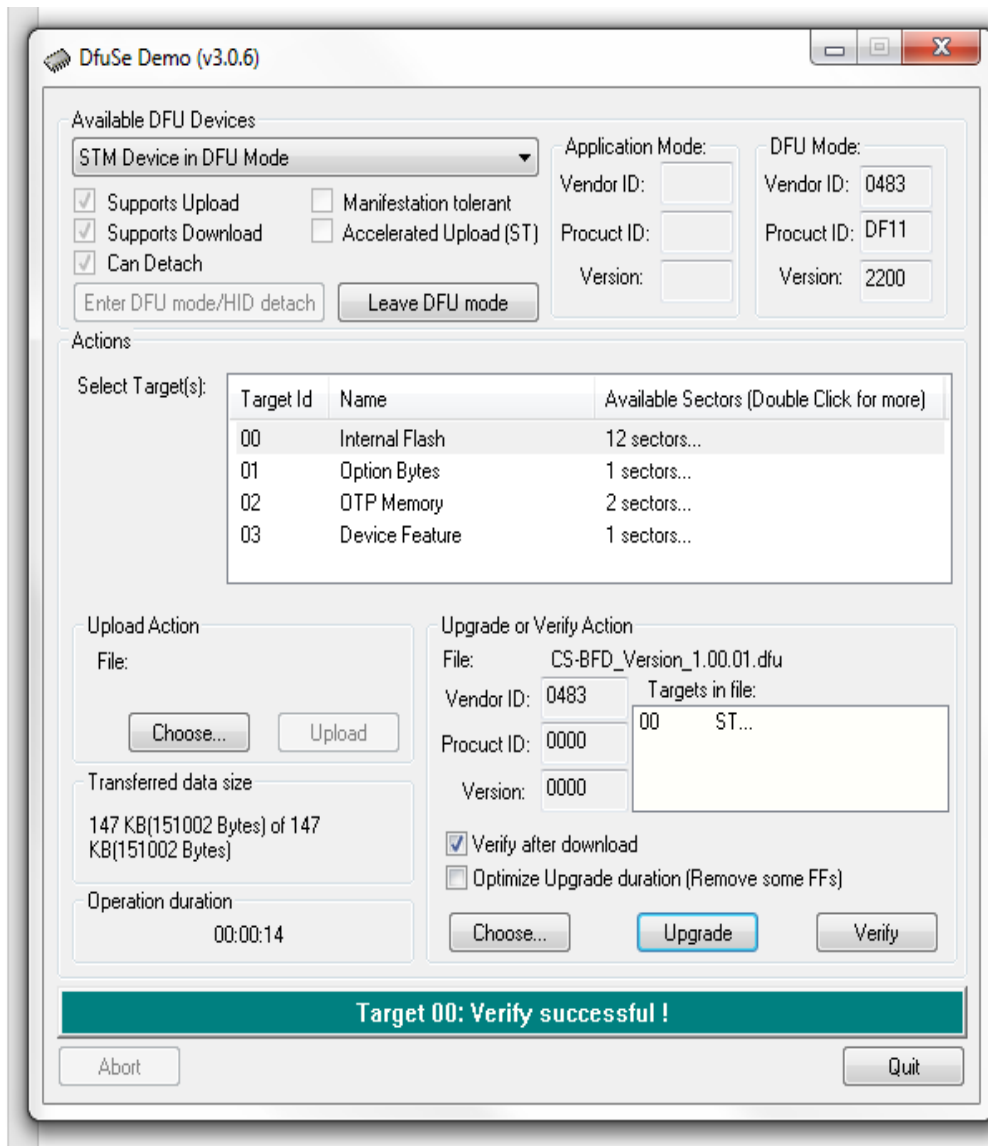 DfuSe Demo (v3.0.6)
Available DFU Devices
STM Device in DFU Mode
Supports Upload
Manifestation tolerant
Supports Download
Accelerated Upload (ST)
Can Detach
Enter DFU mode/HID detach
Leave DFU mode
Application Mode:
Vendor ID:
Procuct ID:
Version:
DFU Mode:
Vendor ID: 0483
Procuct ID: DF11
Version: 2200
Actions
Select Target(s):
Target Id Name Available Sectors (Double Click for more)
00 Internal Flash 12 sectors...
01 Option Bytes 1 sectors...
02 OTP Memory 2 sectors...
03 Device Feature 1 sectors...
Upload Action
File:
Choose... Upload
Transferred data size
147 KB(151002 Bytes) of 147
KB(151002 Bytes)
Operation duration
00:00:14
Upgrade or Verify Action
File: CS-BFD_Version_1.00.01.dfu
Vendor ID: 0483
Procuct ID: 0000
Version: 0000
Targets in file:
00 ST...
Verify after download
Optimize Upgrade duration (Remove some FFs)
Choose... Upgrade Verify
Target 00: Verify successful !
Abort Quit